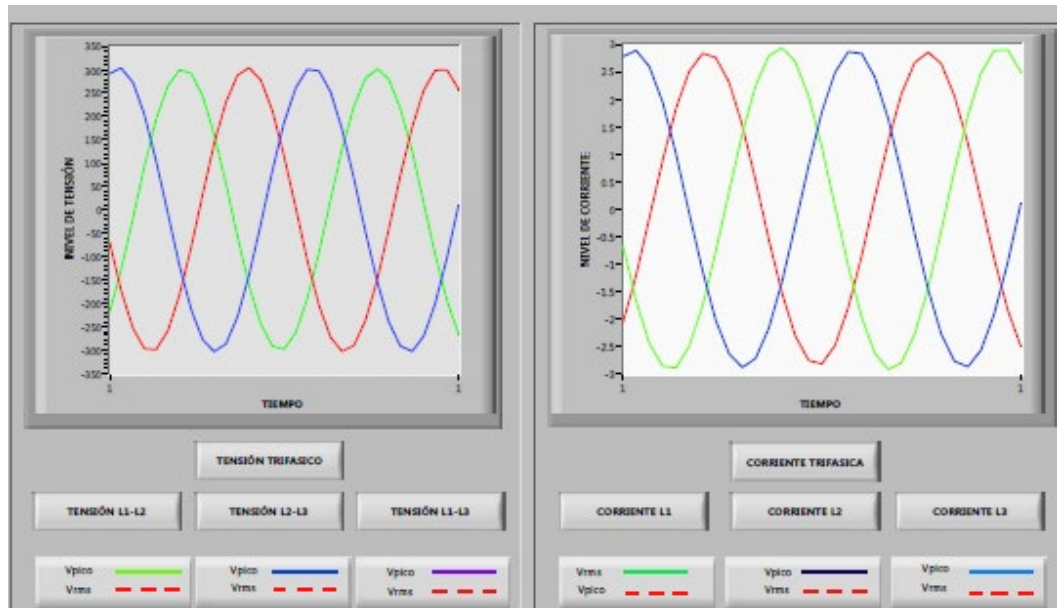 350
300
250
200
150
100
50
0
-50
-100
-150
-200
-250
-300
-350
NIVEL DE TENSIÓN
1
1
TIEMPO
TENSIÓN TRIFASICO
TENSIÓN L1-L2
TENSIÓN L2-L3
TENSIÓN L1-L3
Vpico
Vrms
Vpico
Vrms
Vpico
Vrms
3
2.5
2
1.5
1
0.5
0
-0.5
-1
-1.5
-2
-2.5
-3
NIVEL DE CORRIENTE
1
1
TIEMPO
CORRIENTE TRIFASICA
CORRIENTE L1
CORRIENTE L2
CORRIENTE L3
Vrms
Vpico
Vpico
Vrms
Vpico
Vrms